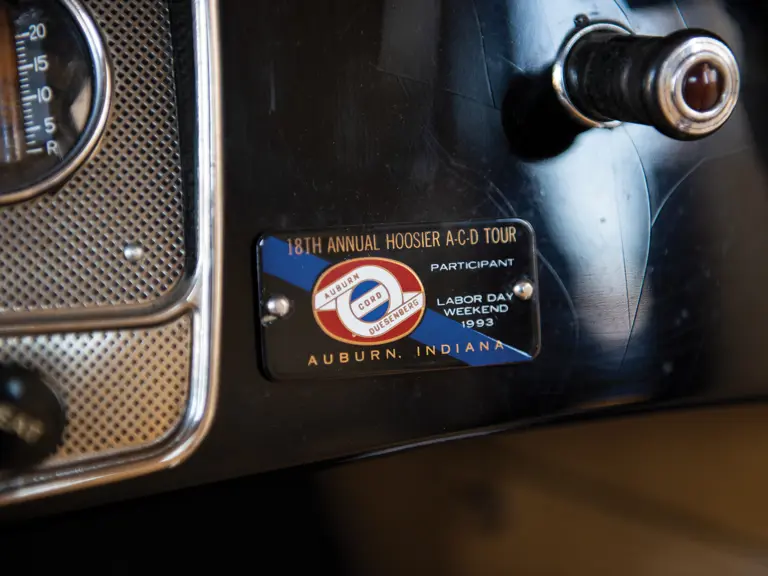 20
15
10
5
R
18TH ANNUAL HOOSIER A-C-D TOUR
PARTICIPANT
AUBURN
CORD
DUESENBERG
LABOR DAY
WEEKEND
1993
AUBURN, INDIANA